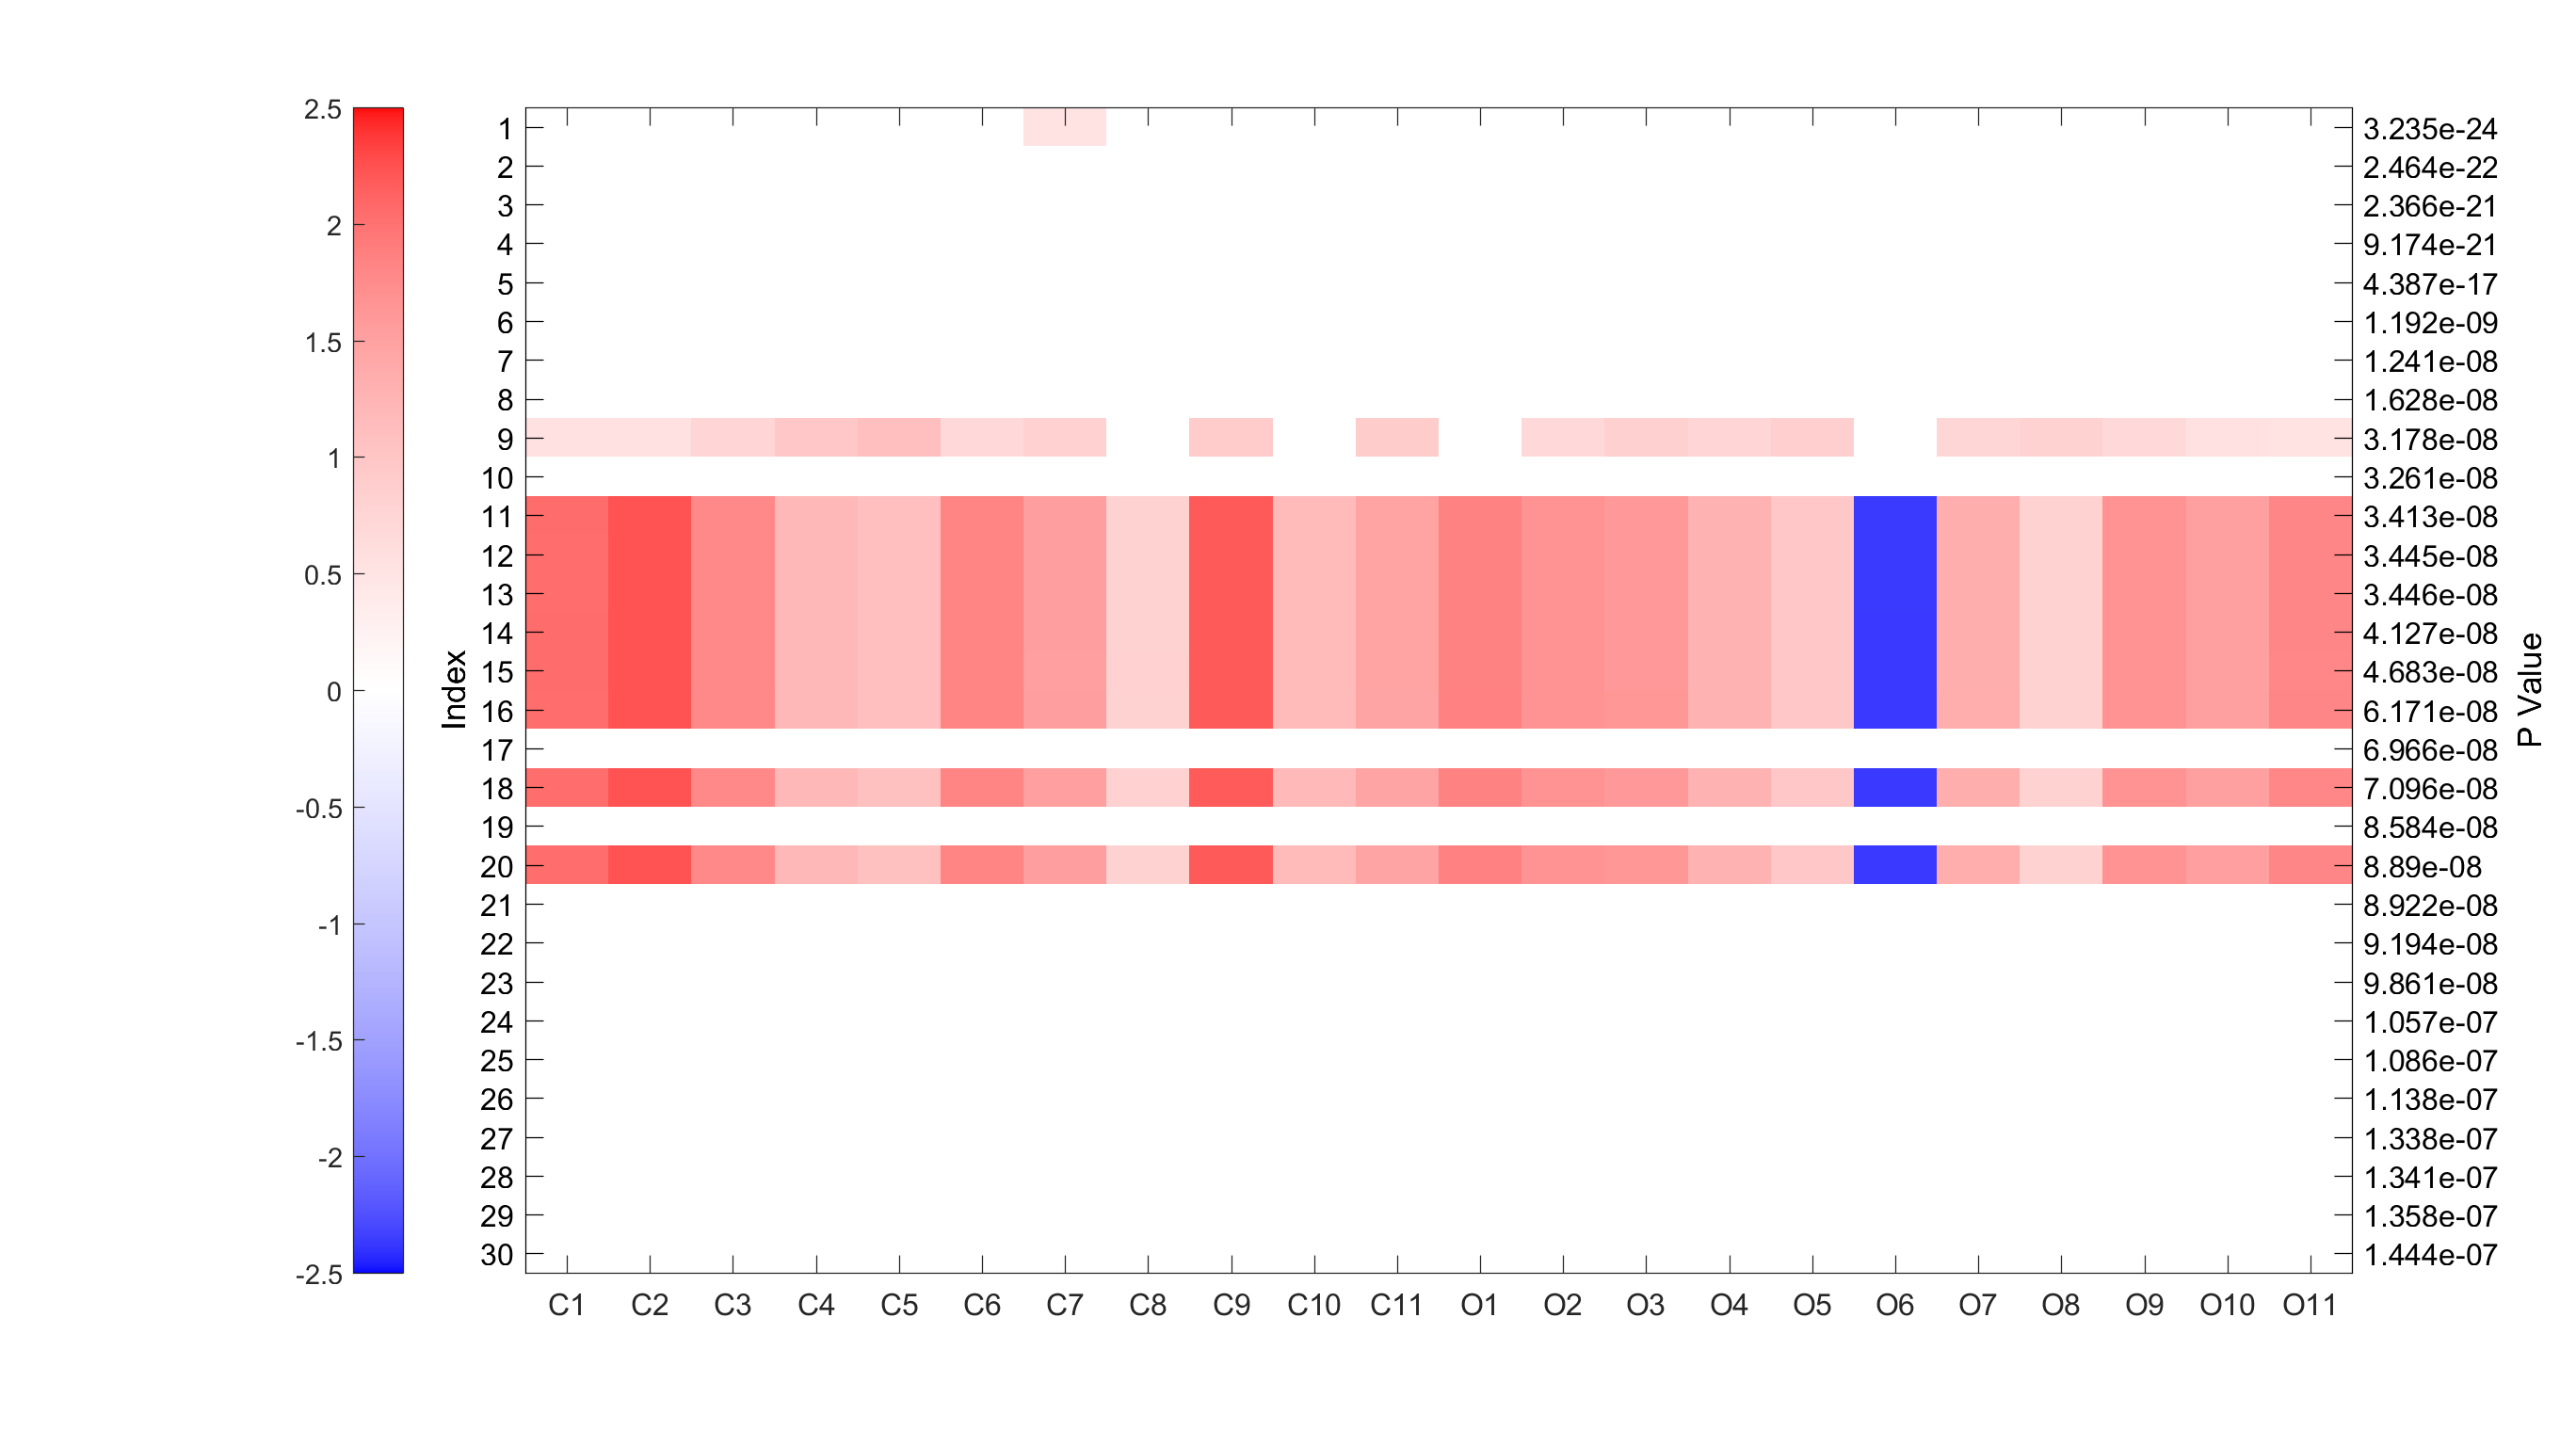 2.5
2
1.5
1
0.5
0
-0.5
-1
-1.5
-2
-2.5
Index
1 3.235e-24
2 2.464e-22
3 2.366e-21
4 9.174e-21
5 4.387e-17
6 1.192e-09
7 1.241e-08
8 1.628e-08
9 3.178e-08
10 3.261e-08
11 3.413e-08
12 3.445e-08
13 3.446e-08
14 4.127e-08
15 4.683e-08
16 6.171e-08
17 6.966e-08
18 7.096e-08
19 8.584e-08
20 8.89e-08
21 8.922e-08
22 9.194e-08
23 9.861e-08
24 1.057e-07
25 1.086e-07
26 1.138e-07
27 1.338e-07
28 1.341e-07
29 1.358e-07
30 1.444e-07
P Value
C1 C2 C3 C4 C5 C6 C7 C8 C9 C10 C11 O1 O2 O3 O4 O5 O6 O7 O8 O9 O10 O11